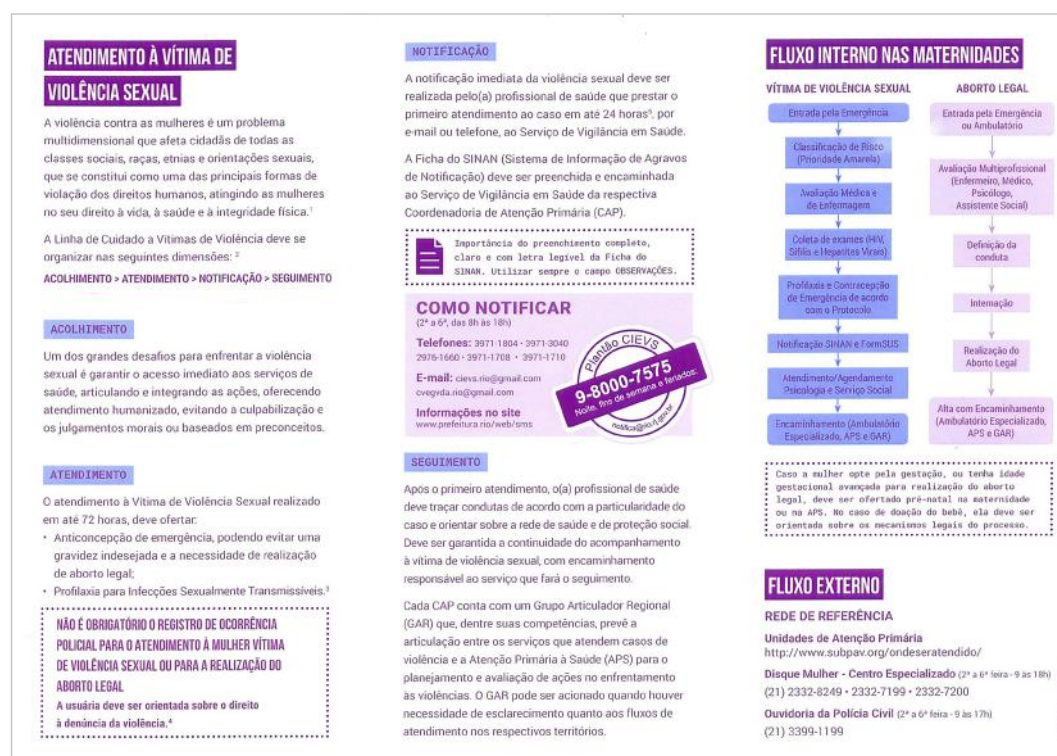 ATENDIMENTO À VÍTIMA DE
VIOLÊNCIA SEXUAL
A violência contra as mulheres é um problema
multidimensional que afeta cidadãs de todas as
classes sociais, raças, etnias e orientações sexuais,
que se constitui como uma das principais formas de
violação dos direitos humanos, atingindo as mulheres
no seu direito à vida, à saúde e à integridade física.¹
A Linha de Cuidado a Vítimas de Violência deve se
organizar nas seguintes dimensões: ²
ACOLHIMENTO > ATENDIMENTO > NOTIFICAÇÃO > SEGUIMENTO
ACOLHIMENTO
Um dos grandes desafios para enfrentar a violência
sexual é garantir o acesso imediato aos serviços de
saúde, articulando e integrando as ações, oferecendo
atendimento humanizado, evitando a culpabilização e
os julgamentos morais ou baseados em preconceitos.
ATENDIMENTO
O atendimento à Vítima de Violência Sexual realizado
em até 72 horas, deve ofertar:
• Anticoncepção de emergência, podendo evitar uma
gravidez indesejada e a necessidade de realização
de aborto legal;
• Profilaxia para Infecções Sexualmente Transmissíveis.³
NÃO É OBRIGATÓRIO O REGISTRO DE OCORRÊNCIA
POLICIAL PARA O ATENDIMENTO À MULHER VÍTIMA
DE VIOLÊNCIA SEXUAL OU PARA A REALIZAÇÃO DO
ABORTO LEGAL
A usuária deve ser orientada sobre o direito
à denúncia da violência.⁴
NOTIFICAÇÃO
A notificação imediata da violência sexual deve ser
realizada pelo(a) profissional de saúde que prestar o
primeiro atendimento ao caso em até 24 horas⁵, por
e-mail ou telefone, ao Serviço de Vigilância em Saúde.
A Ficha do SINAN (Sistema de Informação de Agravos
de Notificação) deve ser preenchida e encaminhada
ao Serviço de Vigilância em Saúde da respectiva
Coordenadoria de Atenção Primária (CAP).
Importância do preenchimento completo,
claro e com letra legível da Ficha do
SINAN. Utilizar sempre o campo OBSERVAÇÕES.
COMO NOTIFICAR
(2ª a 6ª, das 8h às 18h)
Telefones: 3971-1804 • 3971-3040
2976-1660 • 3971-1708 • 3971-1710
E-mail: cievs.rio@gmail.com
cvegvda.rio@gmail.com
Informações no site
www.prefeitura.rio/web/sms
Plantão CIEVS
9-8000-7575
Noite, fins de semana e feriados:
notifica@rio.rj.gov.br
SEGUIMENTO
Após o primeiro atendimento, o(a) profissional de saúde
deve traçar condutas de acordo com a particularidade do
caso e orientar sobre a rede de saúde e de proteção social.
Deve ser garantida a continuidade do acompanhamento
à vítima de violência sexual, com encaminhamento
responsável ao serviço que fará o seguimento.
Cada CAP conta com um Grupo Articulador Regional
(GAR) que, dentre suas competências, prevê a
articulação entre os serviços que atendem casos de
violência e a Atenção Primária à Saúde (APS) para o
planejamento e avaliação de ações no enfrentamento
às violências. O GAR pode ser acionado quando houver
necessidade de esclarecimento quanto aos fluxos de
atendimento nos respectivos territórios.
FLUXO INTERNO NAS MATERNIDADES
VÍTIMA DE VIOLÊNCIA SEXUAL
Entrada pela Emergência
Classificação de Risco
(Prioridade Amarela)
Avaliação Médica e
de Enfermagem
Coleta de exames (HIV,
Sífilis e Hepatites Virais)
Profilaxia e Contracepção
de Emergência de acordo
com o Protocolo
Notificação SINAN e FormSUS
Atendimento/Agendamento
Psicologia e Serviço Social
Encaminhamento (Ambulatório
Especializado, APS e GAR)
ABORTO LEGAL
Entrada pela Emergência
ou Ambulatório
Avaliação Multiprofissional
(Enfermeiro, Médico,
Psicólogo,
Assistente Social)
Definição da
conduta
Internação
Realização do
Aborto Legal
Alta com Encaminhamento
(Ambulatório Especializado,
APS e GAR)
Caso a mulher opte pela gestação, ou tenha idade
gestacional avançada para realização do aborto
legal, deve ser ofertado pré-natal na maternidade
ou na APS. No caso de doação do bebê, ela deve ser
orientada sobre os mecanismos legais do processo.
FLUXO EXTERNO
REDE DE REFERÊNCIA
Unidades de Atenção Primária
http://www.subpav.org/ondeseratendido/
Disque Mulher - Centro Especializado (2ª a 6ª feira - 9 às 18h)
(21) 2332-8249 • 2332-7199 • 2332-7200
Ouvidoria da Polícia Civil (2ª a 6ª feira - 9 às 17h)
(21) 3399-1199